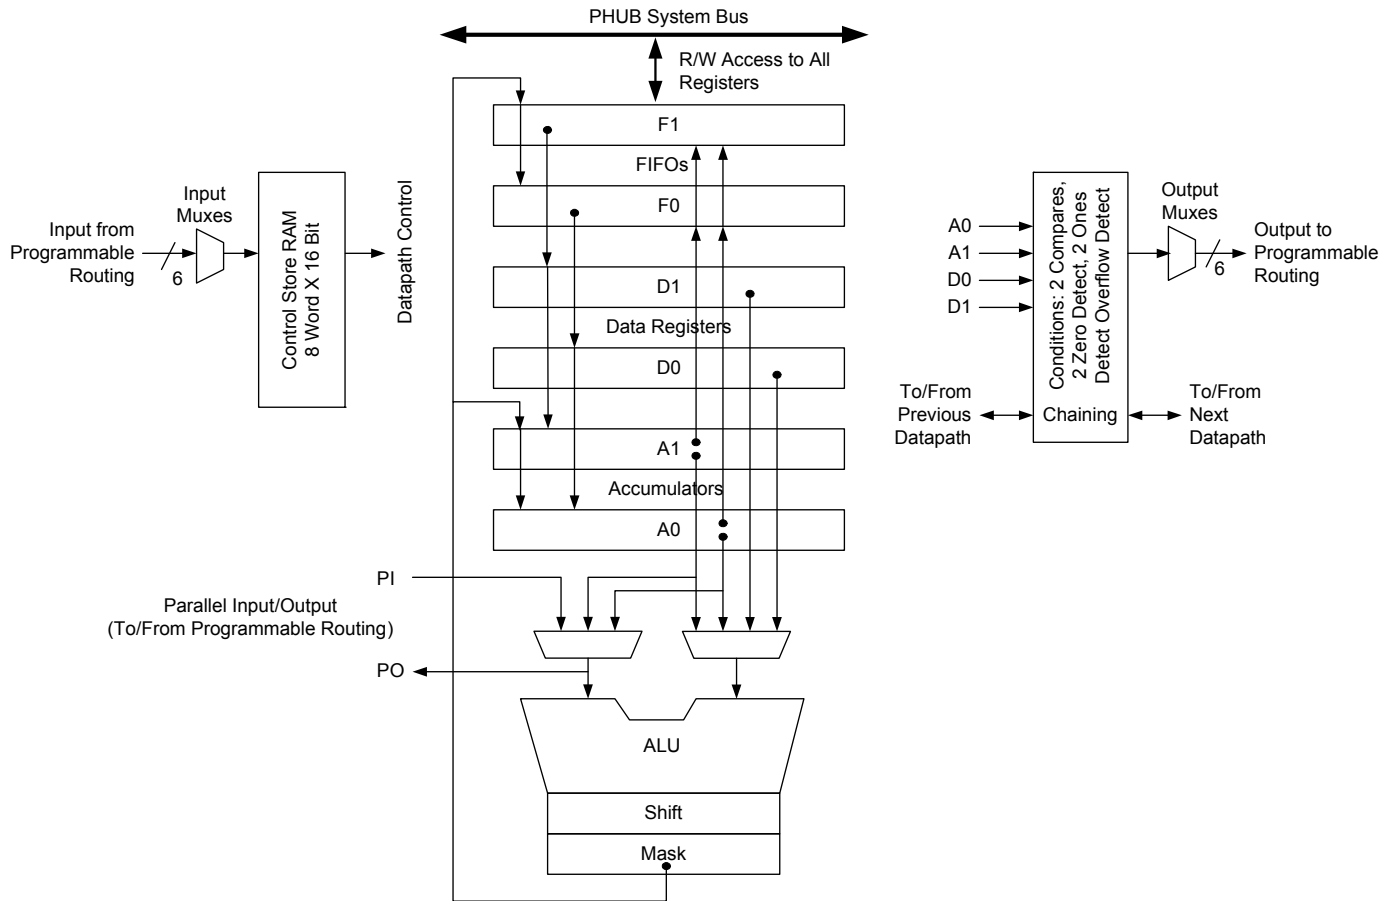 PHUB System Bus
R/W Access to All
Registers
F1
FIFOs
F0
D1
Data Registers
D0
A1
Accumulators
A0
Input from
Programmable
Routing
6
Input
Muxes
Control Store RAM
8 Word X 16 Bit
Datapath Control
PI
Parallel Input/Output
(To/From Programmable Routing)
PO
ALU
Shift
Mask
A0
A1
D0
D1
Conditions: 2 Compares,
2 Zero Detect, 2 Ones
Detect Overflow Detect
Output
Muxes
6
Output to
Programmable
Routing
To/From
Previous
Datapath
Chaining
To/From
Next
Datapath